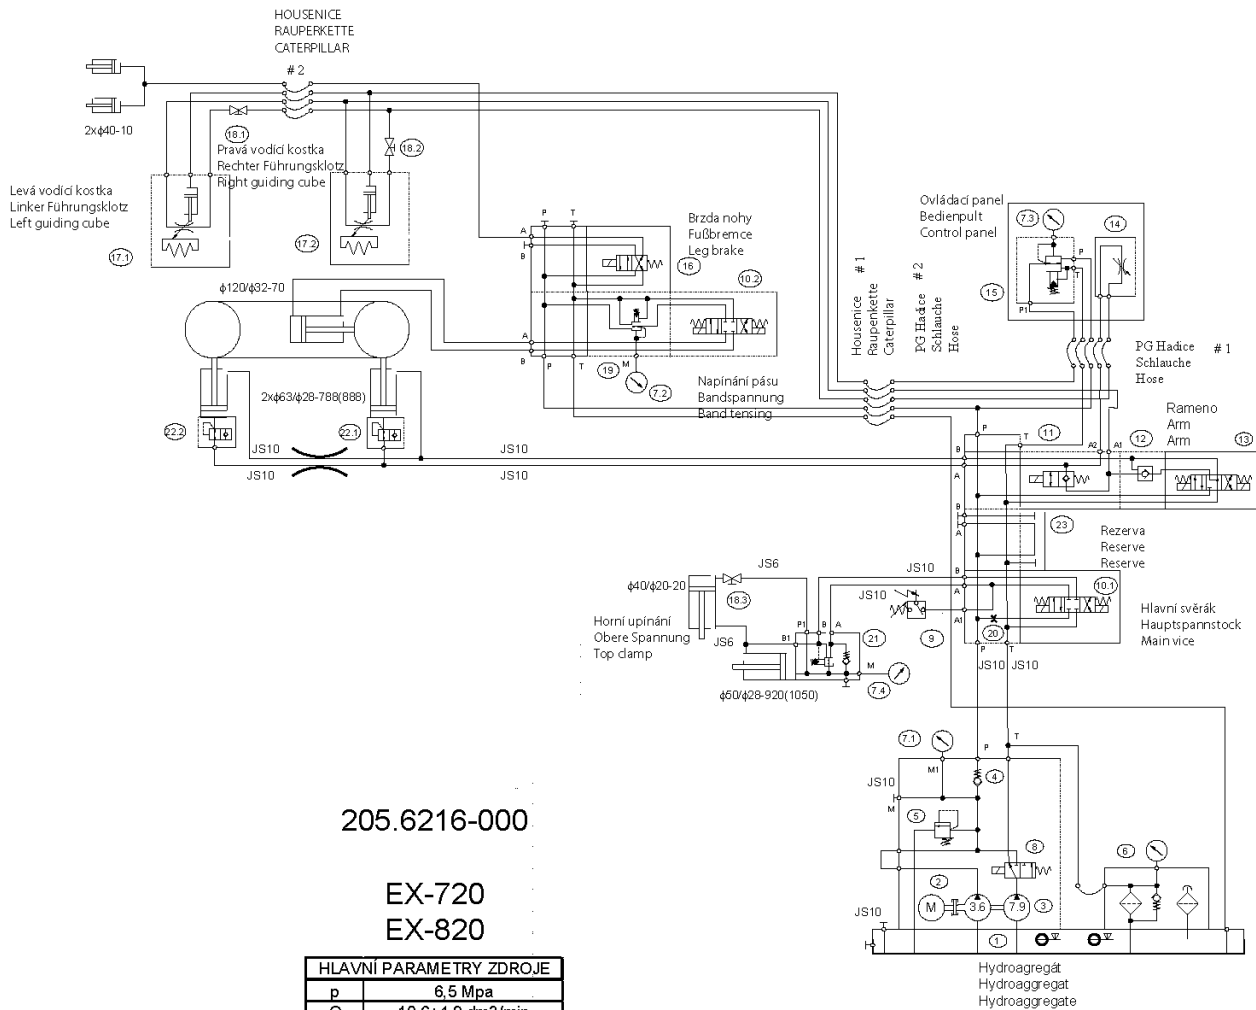 HOUSENICE
RAUPERKETTE
CATERPILLAR
# 2
2xϕ40-10
18.1
18.2
Pravá vodící kostka
Rechter Führungsklotz
Right guiding cube
Levá vodící kostka
Linker Führungsklotz
Left guiding cube
17.1
17.2
ϕ120/ϕ32-70
2xϕ63/ϕ28-788(888)
22.2
22.1
JS10
JS10
JS10
JS10
P
T
A
B
A
B
P
T
Brzda nohy
Fußbremce
Leg brake
16
10.2
19
M
7.2
Napínání pásu
Bandspannung
Band tensing
Housenice # 1
Raupenkette
Caterpillar
PG Hadice # 2
Schlauche
Hose
Ovládací panel
Bedienpult
Control panel
7.3
14
15
P
T
P1
PG Hadice # 1
Schlauche
Hose
Rameno
Arm
Arm
P
T
11
A2
A1
12
13
B
A
B
A
23
Rezerva
Reserve
Reserve
JS10
B
A
A1
10.1
20
P
T
JS10
JS10
Hlavní svěrák
Hauptspannstock
Main vice
JS6
ϕ40/ϕ20-20
18.3
JS10
9
Horní upínání
Obere Spannung
Top clamp
JS6
P1
B
A
B1
21
M
7.4
ϕ50/ϕ28-920(1050)
7.1
P
T
M1
4
JS10
M
5
8
6
2
M
3.6
7.9
3
JS10
1
Hydroagregát
Hydroaggregat
Hydroaggregate
205.6216-000
EX-720
EX-820
HLAVNÍ PARAMETRY ZDROJE
p 6,5 Mpa